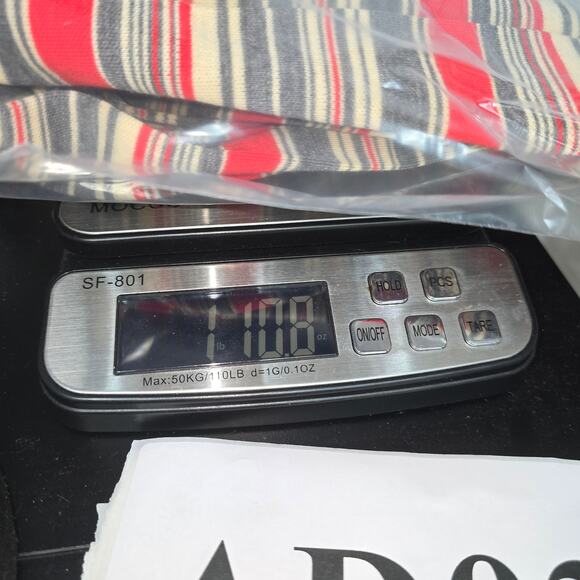 SF-801
HOLD
PCS
1 lb 10.8 oz
ON/OFF
MODE
TARE
Max:50KG/110LB d=1G/0.1OZ